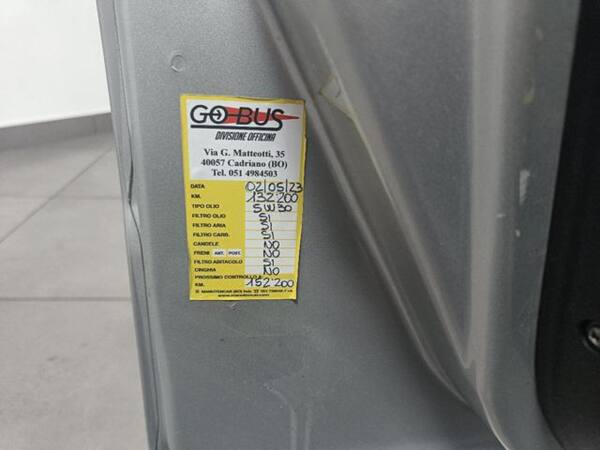 GO BUS
DIVISIONE OFFICINA
Via G. Matteotti, 35
40057 Cadriano (BO)
Tel. 051 4984503
DATA 02/05/23
KM. 132200
TIPO OLIO 5W30
FILTRO OLIO SI
FILTRO ARIA SI
FILTRO CARB. SI
CANDELE NO
FRENI ANT. POST. NO
FILTRO ABITACOLO SI
CINGHIA NO
PROSSIMO CONTROLLO A
KM. 152200